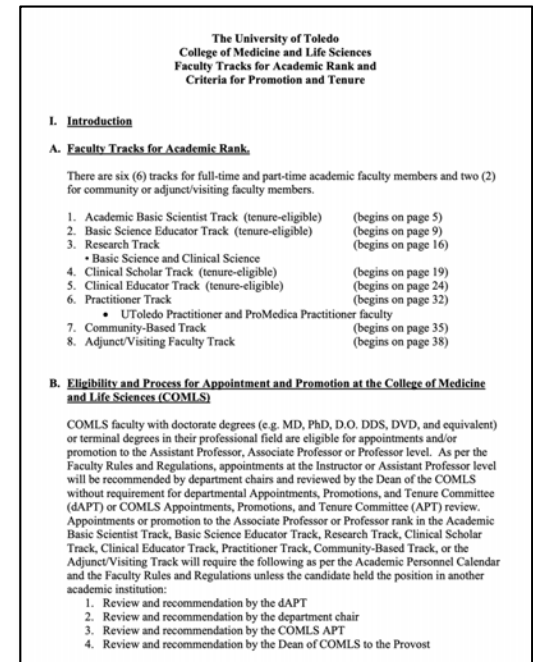 The University of Toledo
College of Medicine and Life Sciences
Faculty Tracks for Academic Rank and
Criteria for Promotion and Tenure
I. Introduction
A. Faculty Tracks for Academic Rank.
There are six (6) tracks for full-time and part-time academic faculty members and two (2)
for community or adjunct/visiting faculty members.
1. Academic Basic Scientist Track (tenure-eligible) (begins on page 5)
2. Basic Science Educator Track (tenure-eligible) (begins on page 9)
3. Research Track (begins on page 16)
• Basic Science and Clinical Science
4. Clinical Scholar Track (tenure-eligible) (begins on page 19)
5. Clinical Educator Track (tenure-eligible) (begins on page 24)
6. Practitioner Track (begins on page 32)
• UToledo Practitioner and ProMedica Practitioner faculty
7. Community-Based Track (begins on page 35)
8. Adjunct/Visiting Faculty Track (begins on page 38)
B. Eligibility and Process for Appointment and Promotion at the College of Medicine
and Life Sciences (COMLS)
COMLS faculty with doctorate degrees (e.g. MD, PhD, D.O. DDS, DVD, and equivalent)
or terminal degrees in their professional field are eligible for appointments and/or
promotion to the Assistant Professor, Associate Professor or Professor level. As per the
Faculty Rules and Regulations, appointments at the Instructor or Assistant Professor level
will be recommended by department chairs and reviewed by the Dean of the COMLS
without requirement for departmental Appointments, Promotions, and Tenure Committee
(dAPT) or COMLS Appointments, Promotions, and Tenure Committee (APT) review.
Appointments or promotion to the Associate Professor or Professor rank in the Academic
Basic Scientist Track, Basic Science Educator Track, Research Track, Clinical Scholar
Track, Clinical Educator Track, Practitioner Track, Community-Based Track, or the
Adjunct/Visiting Track will require the following as per the Academic Personnel Calendar
and the Faculty Rules and Regulations unless the candidate held the position in another
academic institution:
1. Review and recommendation by the dAPT
2. Review and recommendation by the department chair
3. Review and recommendation by the COMLS APT
4. Review and recommendation by the Dean of COMLS to the Provost